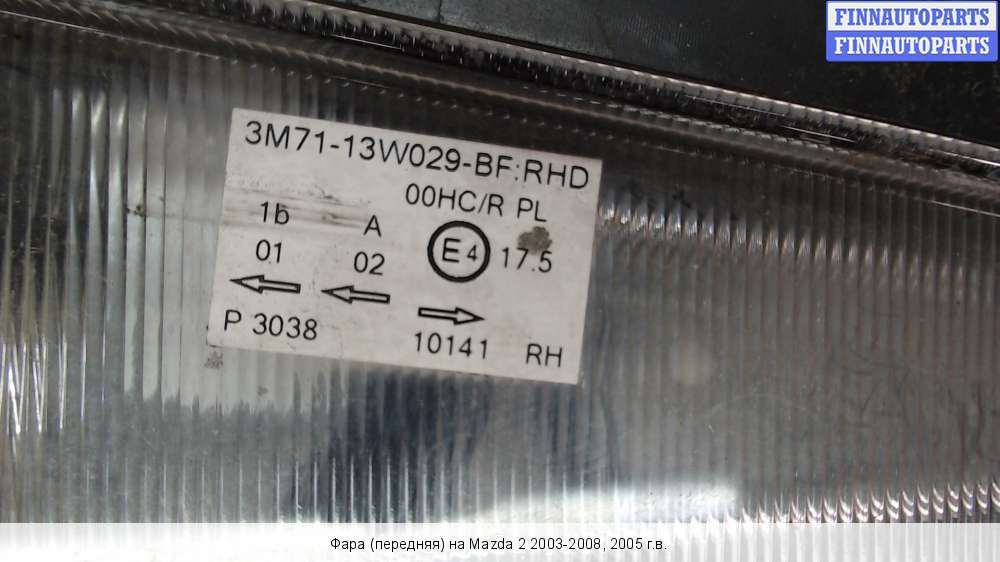 FINNAUTOPARTS
FINNAUTOPARTS
3M71-13W029-BF:RHD
00HC/R PL
1b A
01 02 E4 17.5
P 3038 10141 RH
Фара (передняя) на Mazda 2 2003-2008, 2005 г.в.